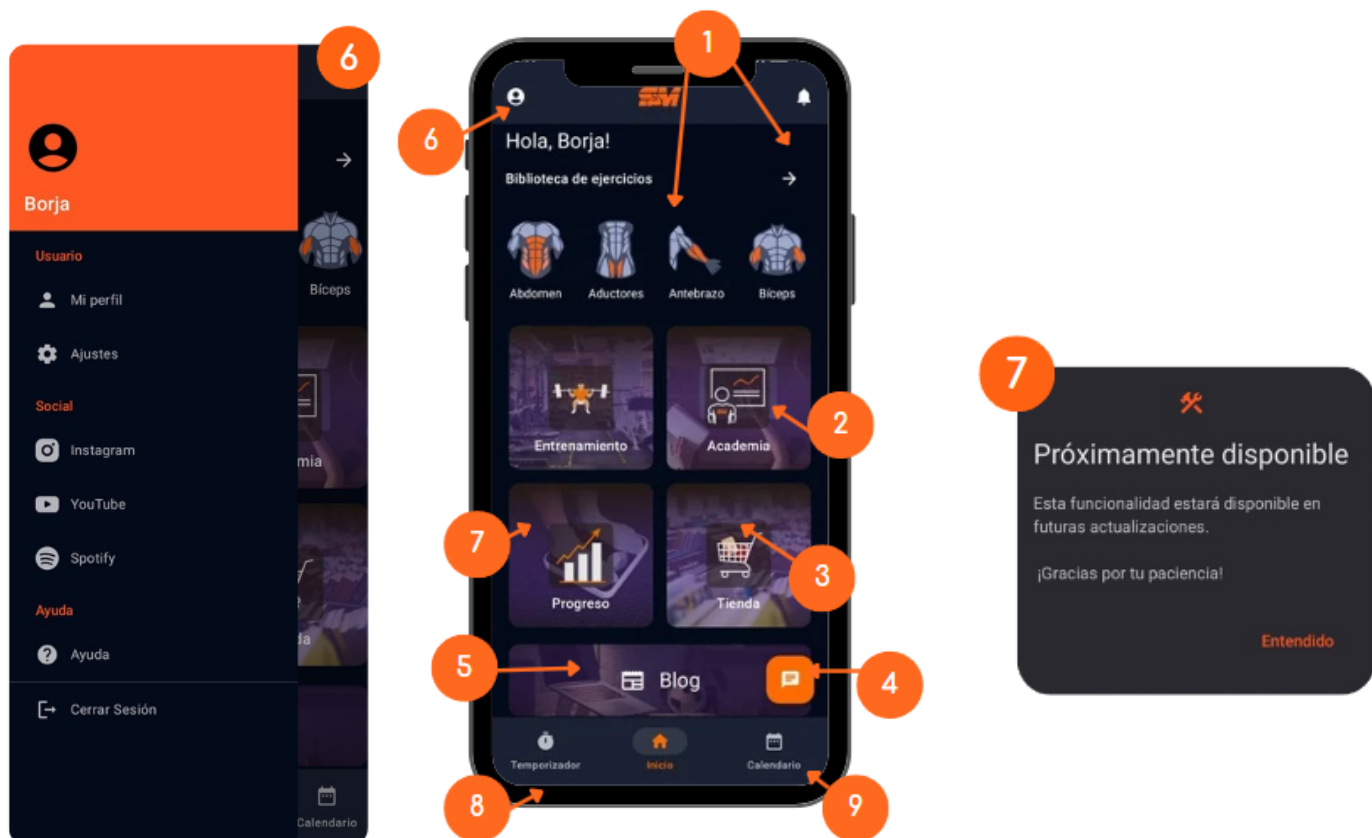 6
Borja
Usuario
Mi perfil
Ajustes
Social
Instagram
YouTube
Spotify
Ayuda
Ayuda
Cerrar Sesión
Bíceps
mia
da
Calendario
1
6
SM
Hola, Borja!
Biblioteca de ejercicios
Abdomen
Aductores
Antebrazo
Bíceps
Entrenamiento
Academia
2
7
Progreso
Tienda
3
5
Blog
4
Temporizador
Inicio
Calendario
8
9
7
Próximamente disponible
Esta funcionalidad estará disponible en
futuras actualizaciones.
¡Gracias por tu paciencia!
Entendido